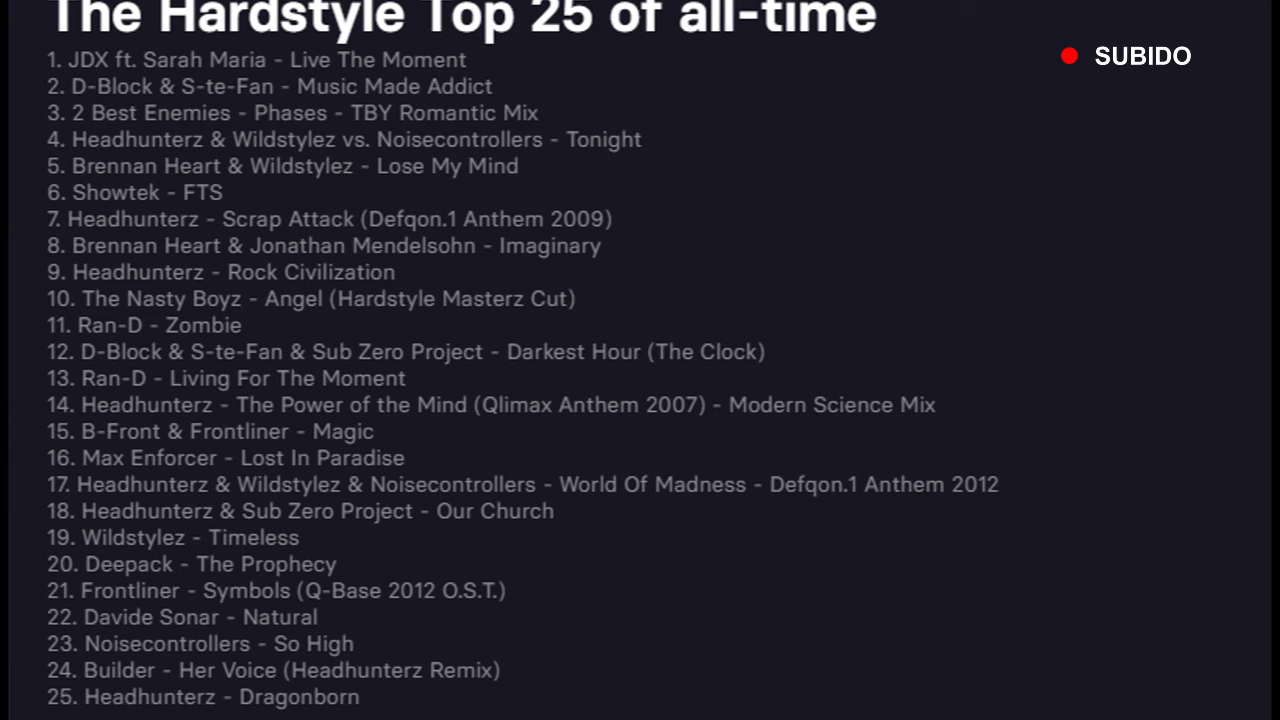 The Hardstyle Top 25 of all-time
SUBIDO
1. JDX ft. Sarah Maria - Live The Moment
2. D-Block & S-te-Fan - Music Made Addict
3. 2 Best Enemies - Phases - TBY Romantic Mix
4. Headhunterz & Wildstylez vs. Noisecontrollers - Tonight
5. Brennan Heart & Wildstylez - Lose My Mind
6. Showtek - FTS
7. Headhunterz - Scrap Attack (Defqon.1 Anthem 2009)
8. Brennan Heart & Jonathan Mendelsohn - Imaginary
9. Headhunterz - Rock Civilization
10. The Nasty Boyz - Angel (Hardstyle Masterz Cut)
11. Ran-D - Zombie
12. D-Block & S-te-Fan & Sub Zero Project - Darkest Hour (The Clock)
13. Ran-D - Living For The Moment
14. Headhunterz - The Power of the Mind (Qlimax Anthem 2007) - Modern Science Mix
15. B-Front & Frontliner - Magic
16. Max Enforcer - Lost In Paradise
17. Headhunterz & Wildstylez & Noisecontrollers - World Of Madness - Defqon.1 Anthem 2012
18. Headhunterz & Sub Zero Project - Our Church
19. Wildstylez - Timeless
20. Deepack - The Prophecy
21. Frontliner - Symbols (Q-Base 2012 O.S.T.)
22. Davide Sonar - Natural
23. Noisecontrollers - So High
24. Builder - Her Voice (Headhunterz Remix)
25. Headhunterz - Dragonborn